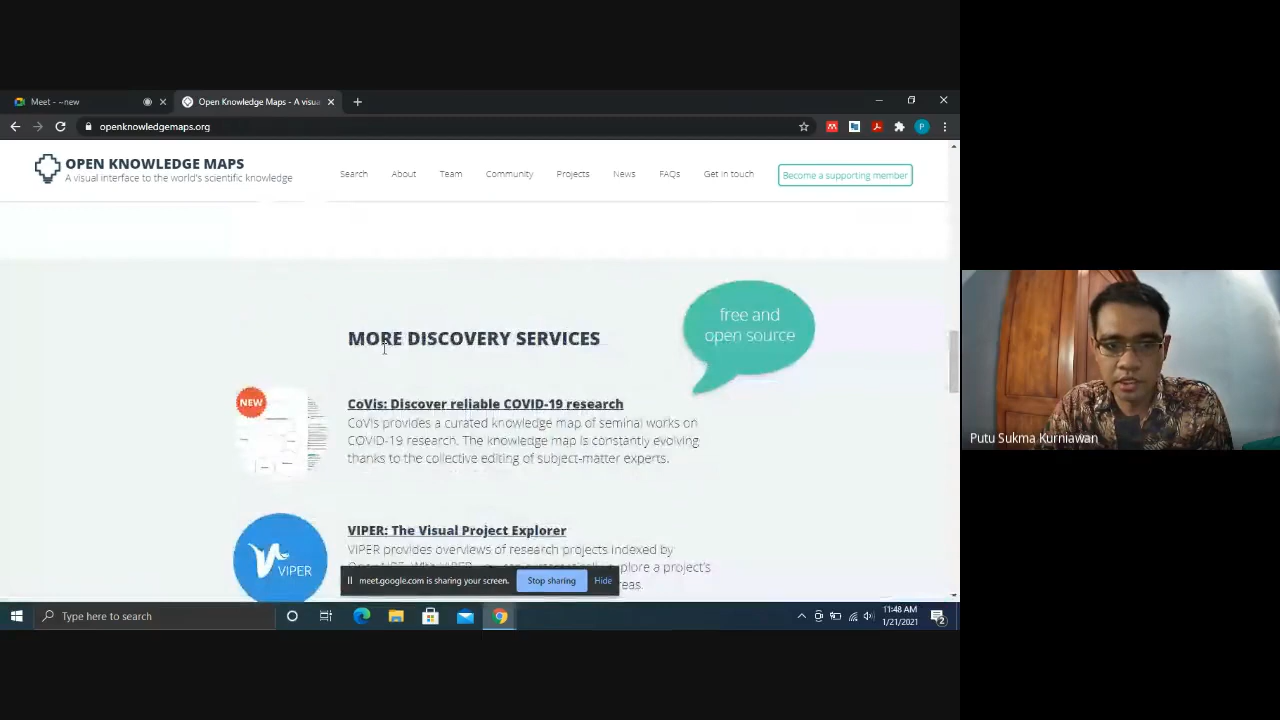 Meet - ~new
Open Knowledge Maps - A visu
openknowledgemaps.org
P
OPEN KNOWLEDGE MAPS
A visual interface to the world's scientific knowledge
Search
About
Team
Community
Projects
News
FAQs
Get in touch
Become a supporting member
MORE DISCOVERY SERVICES
free and
open source
NEW
CoVis: Discover reliable COVID-19 research
CoVis provides a curated knowledge map of seminal works on
COVID-19 research. The knowledge map is constantly evolving
thanks to the collective editing of subject-matter experts.
VIPER
VIPER: The Visual Project Explorer
VIPER provides overviews of research projects indexed by
plore a project's
reas.
meet.google.com is sharing your screen.
Stop sharing
Hide
Type here to search
11:48 AM
1/21/2021
2
Putu Sukma Kurniawan